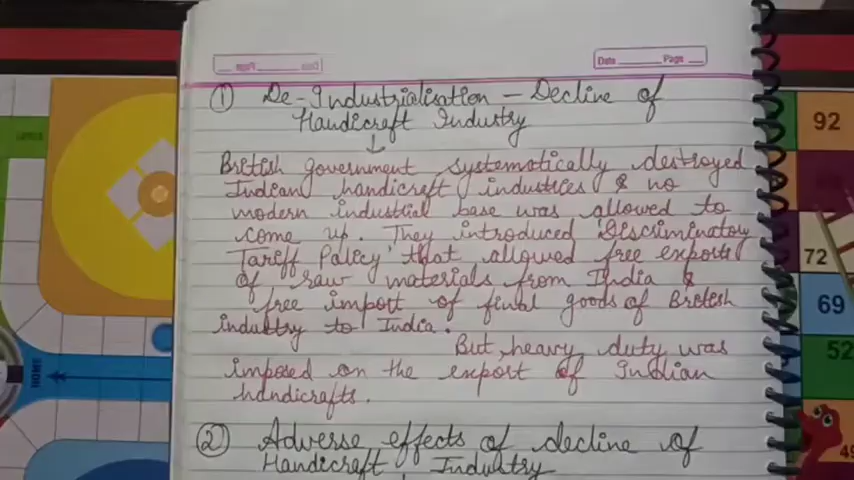 Date Page
① De-Industrialisation - Decline of
Handicraft Industry
British government systematically destroyed
Indian handicraft industries & no
modern industrial base was allowed to
come up. They introduced 'Discriminatory
Tariff Policy' that allowed free export
of raw materials from India &
free import of final goods of British
industry to India.
But, heavy duty was
imposed on the export of Indian
handicrafts.
② Adverse effects of decline of
Handicraft Industry
92
72
69
52
49
HOME